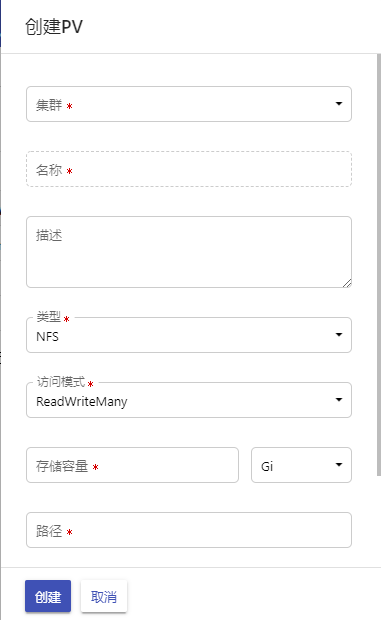 创建PV
集群 *
名称 *
描述
类型 *
NFS
访问模式 *
ReadWriteMany
存储容量 *
Gi
路径 *
创建
取消